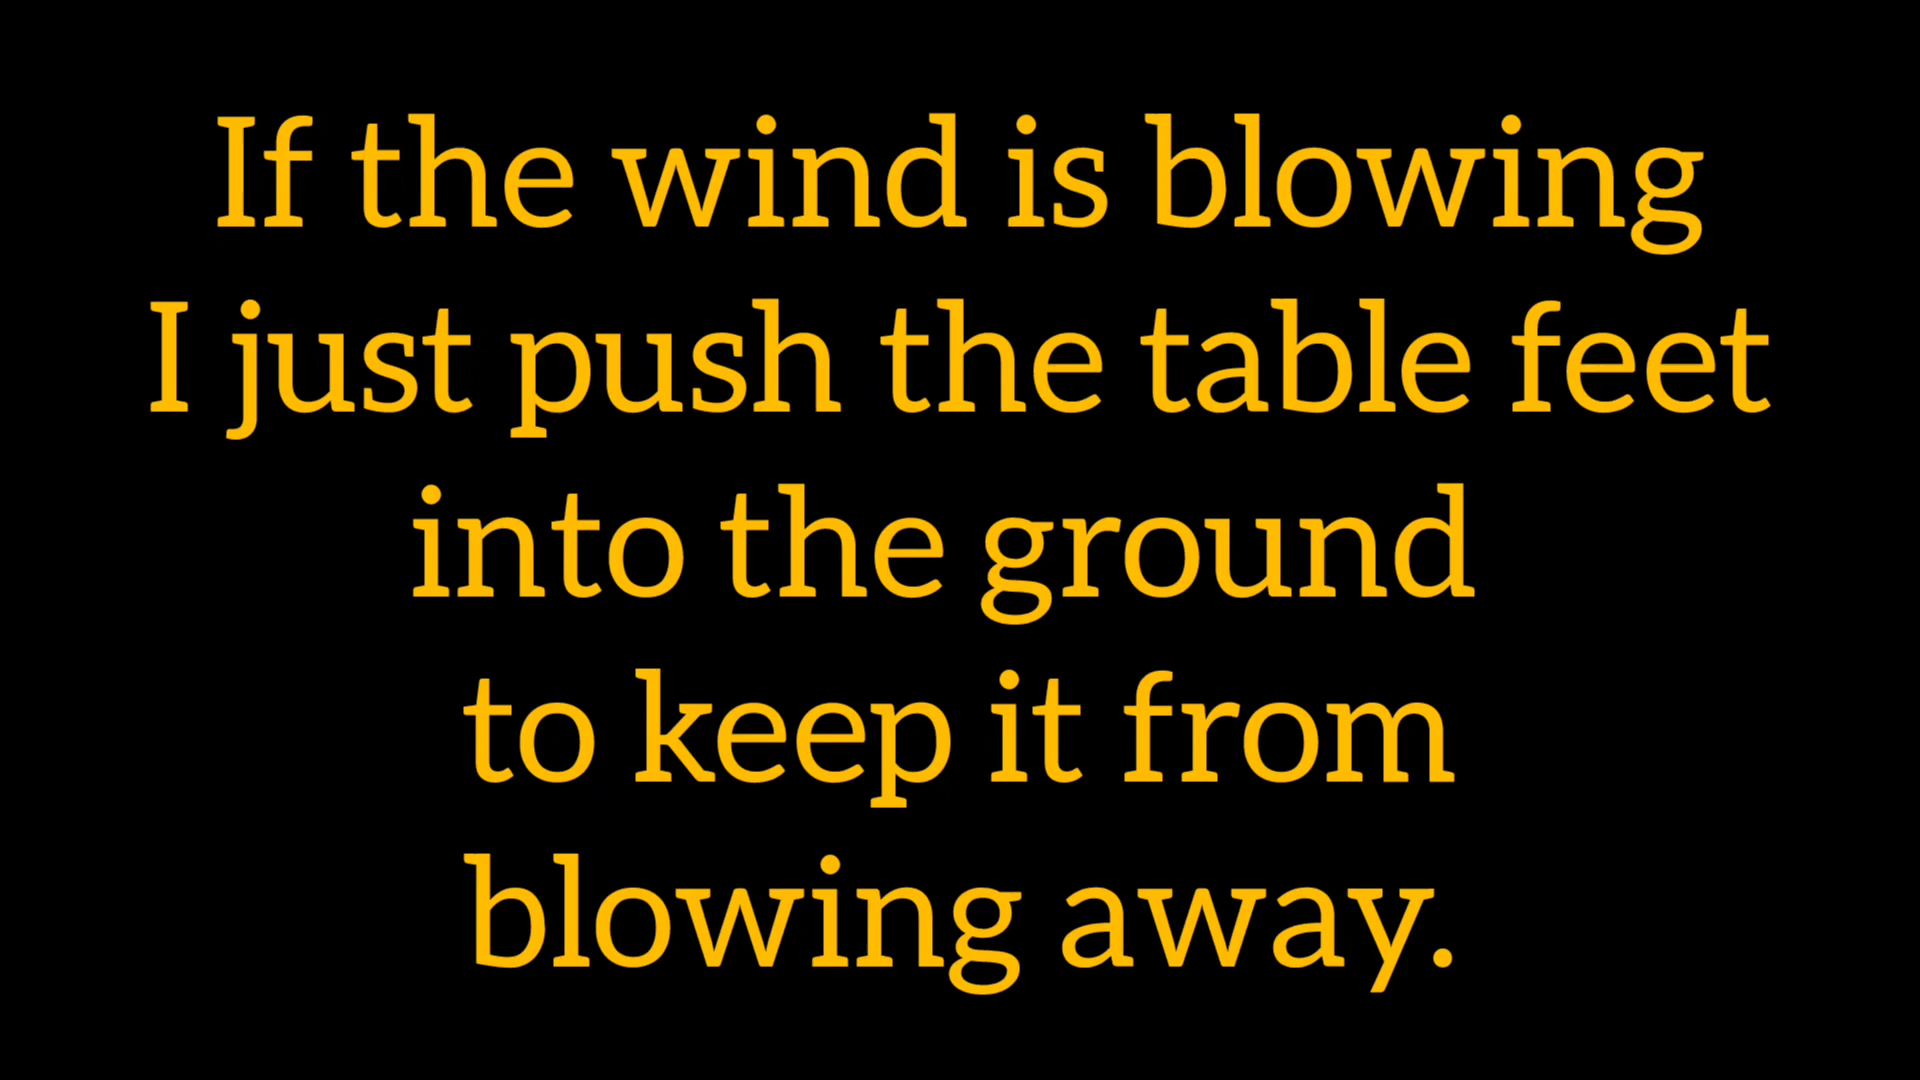 If the wind is blowing
I just push the table feet
into the ground
to keep it from
blowing away.